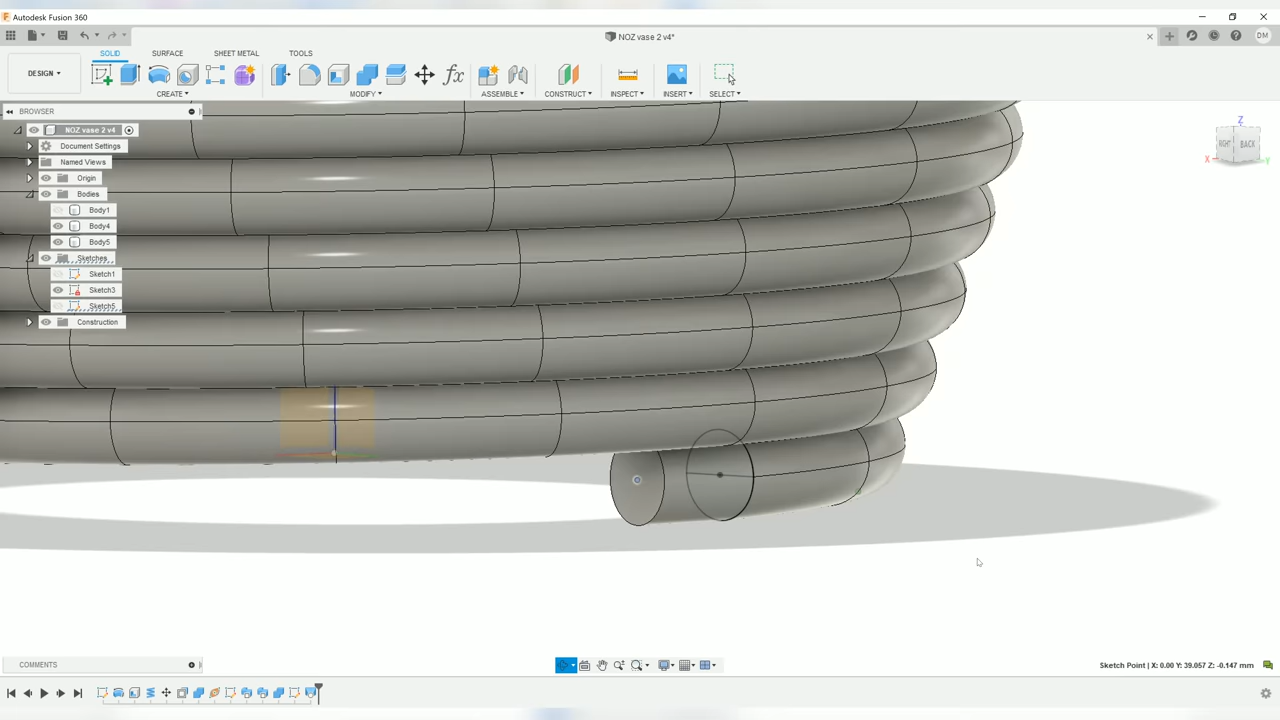 Autodesk Fusion 360
NOZ vase 2 v4*
DM
SOLID SURFACE SHEET METAL TOOLS
DESIGN
CREATE MODIFY ASSEMBLE CONSTRUCT INSPECT INSERT SELECT
BROWSER
NOZ vase 2 v4
Document Settings
Named Views
Origin
Bodies
Body1
Body4
Body5
Sketches
Sketch1
Sketch3
Sketch5
Construction
Z
RIGHT BACK
X Y
COMMENTS
Sketch Point | X: 0.00 Y: 39.057 Z: -0.147 mm